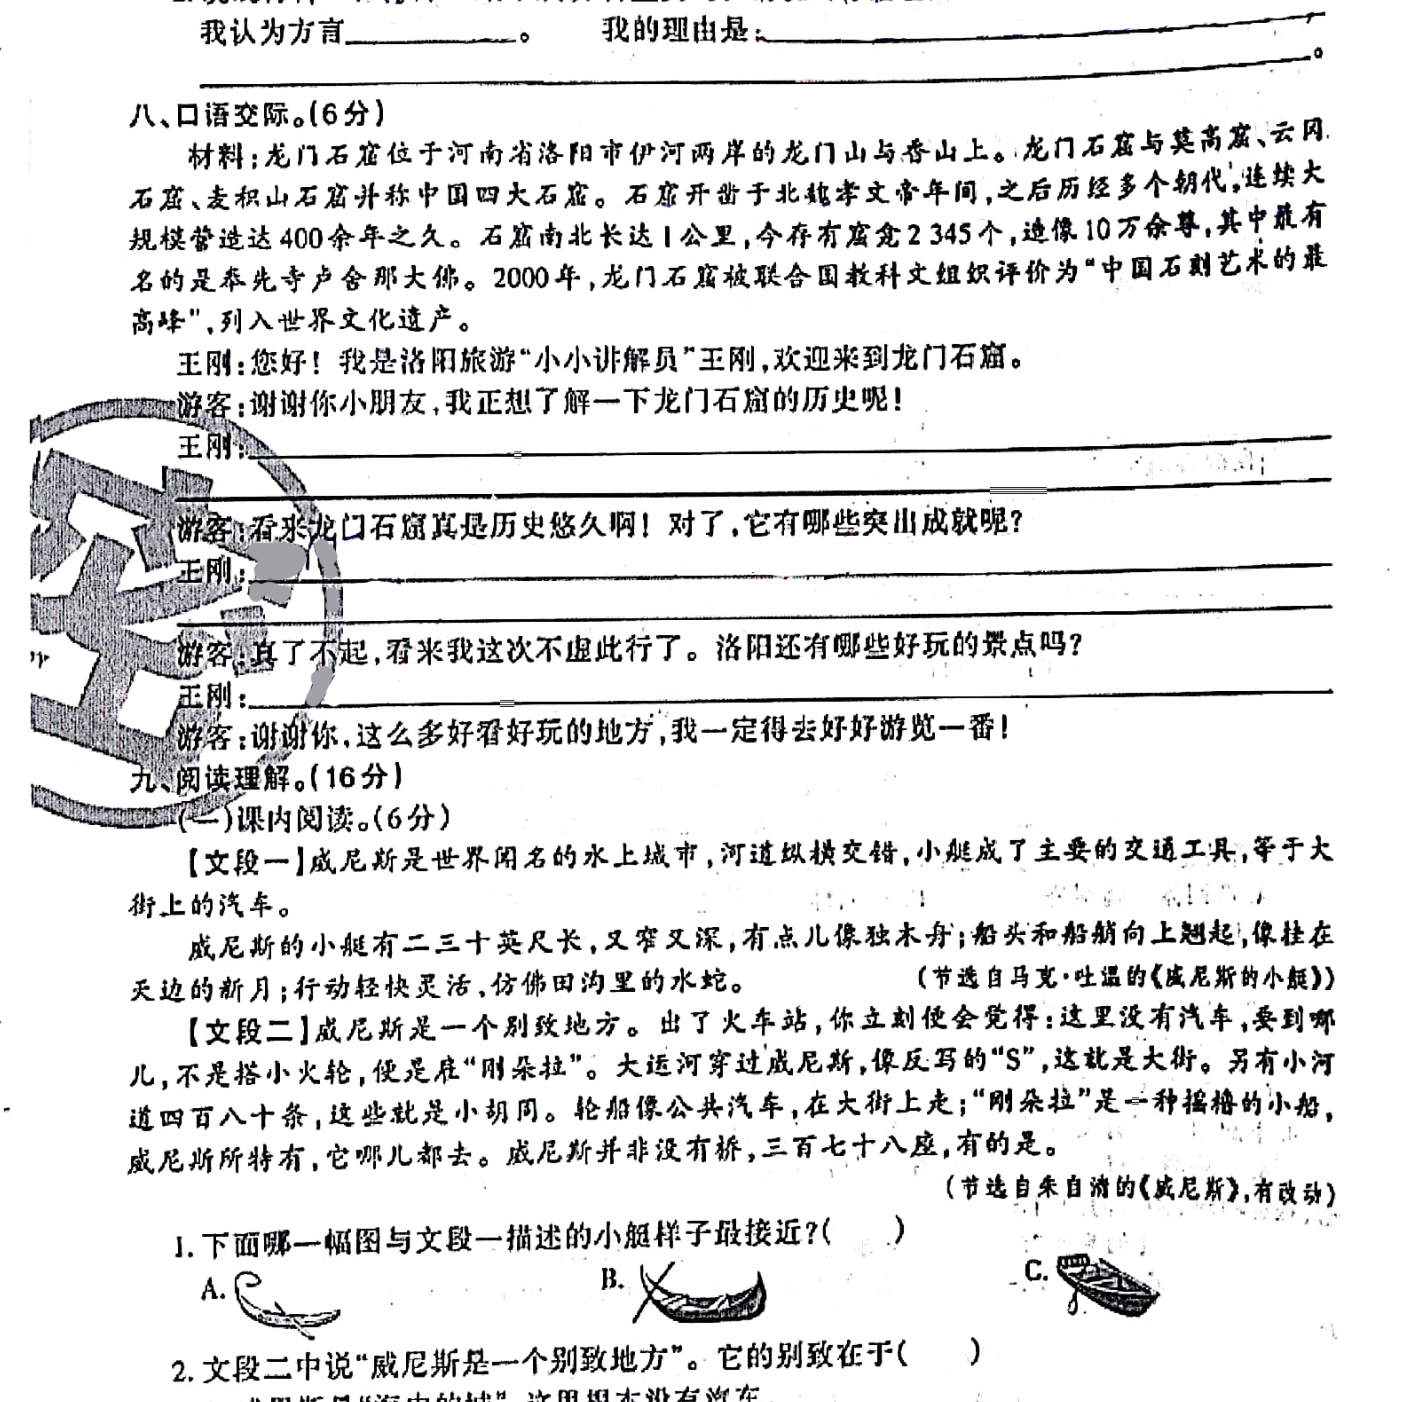 我认为方言。 我的理由是:,
。
八、口语交际。(6分)
材料:龙门石窟位于河南省洛阳市伊河两岸的龙门山与香山上。龙门石窟与莫高窟、云冈
石窟、麦积山石窟并称中国四大石窟。石窟开凿于北魏孝文帝年间,之后历经多个朝代,连续大
规模营造达400余年之久。石窟南北长达1公里,今存有窟龛2 345个,造像10万余尊,其中最有
名的是奉先寺卢舍那大佛。2000年,龙门石窟被联合国教科文组织评价为“中国石刻艺术的最
高峰”,列入世界文化遗产。
王刚:您好!我是洛阳旅游“小小讲解员”王刚,欢迎来到龙门石窟。
游客:谢谢你小朋友,我正想了解一下龙门石窟的历史呢!
王刚:
游客:看来龙门石窟真是历史悠久啊!对了,它有哪些突出成就呢?
王刚:
游客:真了不起,看来我这次不虚此行了。洛阳还有哪些好玩的景点吗?
王刚:
游客:谢谢你,这么多好看好玩的地方,我一定得去好好游览一番!
九、阅读理解。(16分)
(一)课内阅读。(6分)
【文段一】威尼斯是世界闻名的水上城市,河道纵横交错,小艇成了主要的交通工具,等于大
街上的汽车。
威尼斯的小艇有二三十英尺长,又窄又深,有点儿像独木舟;船头和船艄向上翘起,像挂在
天边的新月;行动轻快灵活,仿佛田沟里的水蛇。 (节选自马克·吐温的《威尼斯的小艇》)
【文段二】威尼斯是一个别致地方。出了火车站,你立刻便会觉得:这里没有汽车,要到哪
儿,不是搭小火轮,便是雇“刚朵拉”。大运河穿过威尼斯,像反写的“S”,这就是大街。另有小河
道四百八十条,这些就是小胡同。轮船像公共汽车,在大街上走;“刚朵拉”是一种摇橹的小船,
威尼斯所特有,它哪儿都去。威尼斯并非没有桥,三百七十八座,有的是。
(节选自朱自清的《威尼斯》,有改动)
1.下面哪一幅图与文段一描述的小艇样子最接近?( )
A. B. C.
2.文段二中说“威尼斯是一个别致地方”。它的别致在于( )